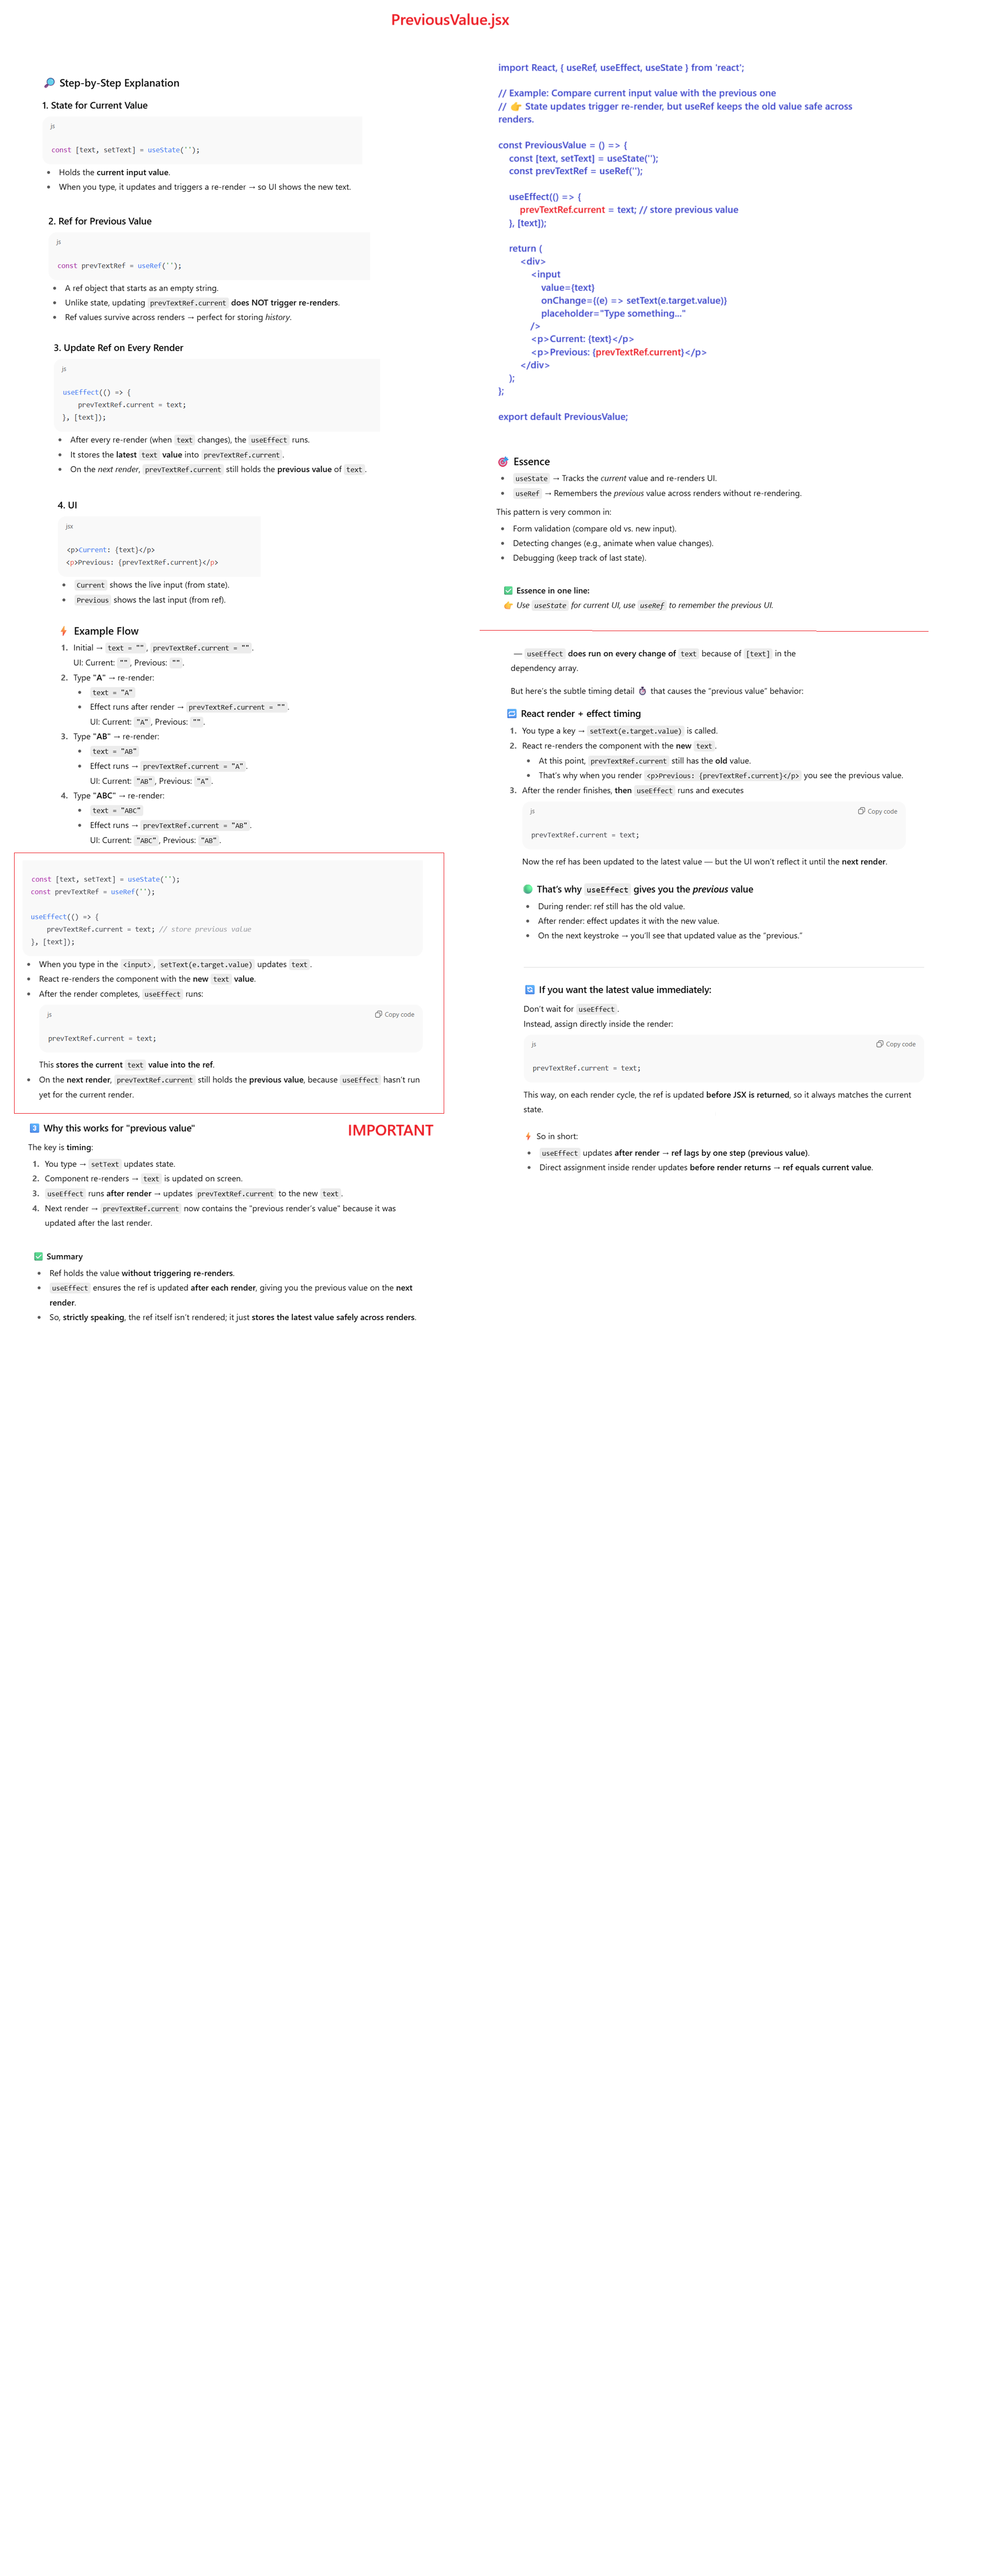 PreviousValue.jsx
🔎 Step-by-Step Explanation
1. State for Current Value
js
const [text, setText] = useState('');
• Holds the current input value.
• When you type, it updates and triggers a re-render → so UI shows the new text.
2. Ref for Previous Value
js
const prevTextRef = useRef('');
• A ref object that starts as an empty string.
• Unlike state, updating prevTextRef.current does NOT trigger re-renders.
• Ref values survive across renders → perfect for storing history.
3. Update Ref on Every Render
js
useEffect(() => {
prevTextRef.current = text;
}, [text]);
• After every re-render (when text changes), the useEffect runs.
• It stores the latest text value into prevTextRef.current.
• On the next render, prevTextRef.current still holds the previous value of text.
4. UI
jsx
<p>Current: {text}</p>
<p>Previous: {prevTextRef.current}</p>
• Current shows the live input (from state).
• Previous shows the last input (from ref).
⚡ Example Flow
1. Initial → text = "", prevTextRef.current = "".
UI: Current: "", Previous: "".
2. Type "A" → re-render:
• text = "A"
• Effect runs after render → prevTextRef.current = "".
UI: Current: "A", Previous: "".
3. Type "AB" → re-render:
• text = "AB"
• Effect runs → prevTextRef.current = "A".
UI: Current: "AB", Previous: "A".
4. Type "ABC" → re-render:
• text = "ABC"
• Effect runs → prevTextRef.current = "AB".
UI: Current: "ABC", Previous: "AB".
const [text, setText] = useState('');
const prevTextRef = useRef('');
useEffect(() => {
prevTextRef.current = text; // store previous value
}, [text]);
• When you type in the <input>, setText(e.target.value) updates text.
• React re-renders the component with the new text value.
• After the render completes, useEffect runs:
js
Copy code
prevTextRef.current = text;
This stores the current text value into the ref.
• On the next render, prevTextRef.current still holds the previous value, because useEffect hasn't run
yet for the current render.
3️⃣ Why this works for "previous value"
IMPORTANT
The key is timing:
1. You type → setText updates state.
2. Component re-renders → text is updated on screen.
3. useEffect runs after render → updates prevTextRef.current to the new text.
4. Next render → prevTextRef.current now contains the "previous render's value" because it was
updated after the last render.
✅ Summary
• Ref holds the value without triggering re-renders.
• useEffect ensures the ref is updated after each render, giving you the previous value on the next
render.
• So, strictly speaking, the ref itself isn't rendered; it just stores the latest value safely across renders.
import React, { useRef, useEffect, useState } from 'react';
// Example: Compare current input value with the previous one
// 👉 State updates trigger re-render, but useRef keeps the old value safe across
renders.
const PreviousValue = () => {
const [text, setText] = useState('');
const prevTextRef = useRef('');
useEffect(() => {
prevTextRef.current = text; // store previous value
}, [text]);
return (
<div>
<input
value={text}
onChange={(e) => setText(e.target.value)}
placeholder="Type something..."
/>
<p>Current: {text}</p>
<p>Previous: {prevTextRef.current}</p>
</div>
);
};
export default PreviousValue;
🎯 Essence
• useState → Tracks the current value and re-renders UI.
• useRef → Remembers the previous value across renders without re-rendering.
This pattern is very common in:
• Form validation (compare old vs. new input).
• Detecting changes (e.g., animate when value changes).
• Debugging (keep track of last state).
✅ Essence in one line:
👉 Use useState for current UI, use useRef to remember the previous UI.
— useEffect does run on every change of text because of [text] in the
dependency array.
But here's the subtle timing detail ⏱ that causes the "previous value" behavior:
🔄 React render + effect timing
1. You type a key → setText(e.target.value) is called.
2. React re-renders the component with the new text.
• At this point, prevTextRef.current still has the old value.
• That's why when you render <p>Previous: {prevTextRef.current}</p> you see the previous value.
3. After the render finishes, then useEffect runs and executes
js
Copy code
prevTextRef.current = text;
Now the ref has been updated to the latest value — but the UI won't reflect it until the next render.
🟢 That's why useEffect gives you the previous value
• During render: ref still has the old value.
• After render: effect updates it with the new value.
• On the next keystroke → you'll see that updated value as the "previous."
🔄 If you want the latest value immediately:
Don't wait for useEffect.
Instead, assign directly inside the render:
js
Copy code
prevTextRef.current = text;
This way, on each render cycle, the ref is updated before JSX is returned, so it always matches the current
state.
⚡ So in short:
• useEffect updates after render → ref lags by one step (previous value).
• Direct assignment inside render updates before render returns → ref equals current value.